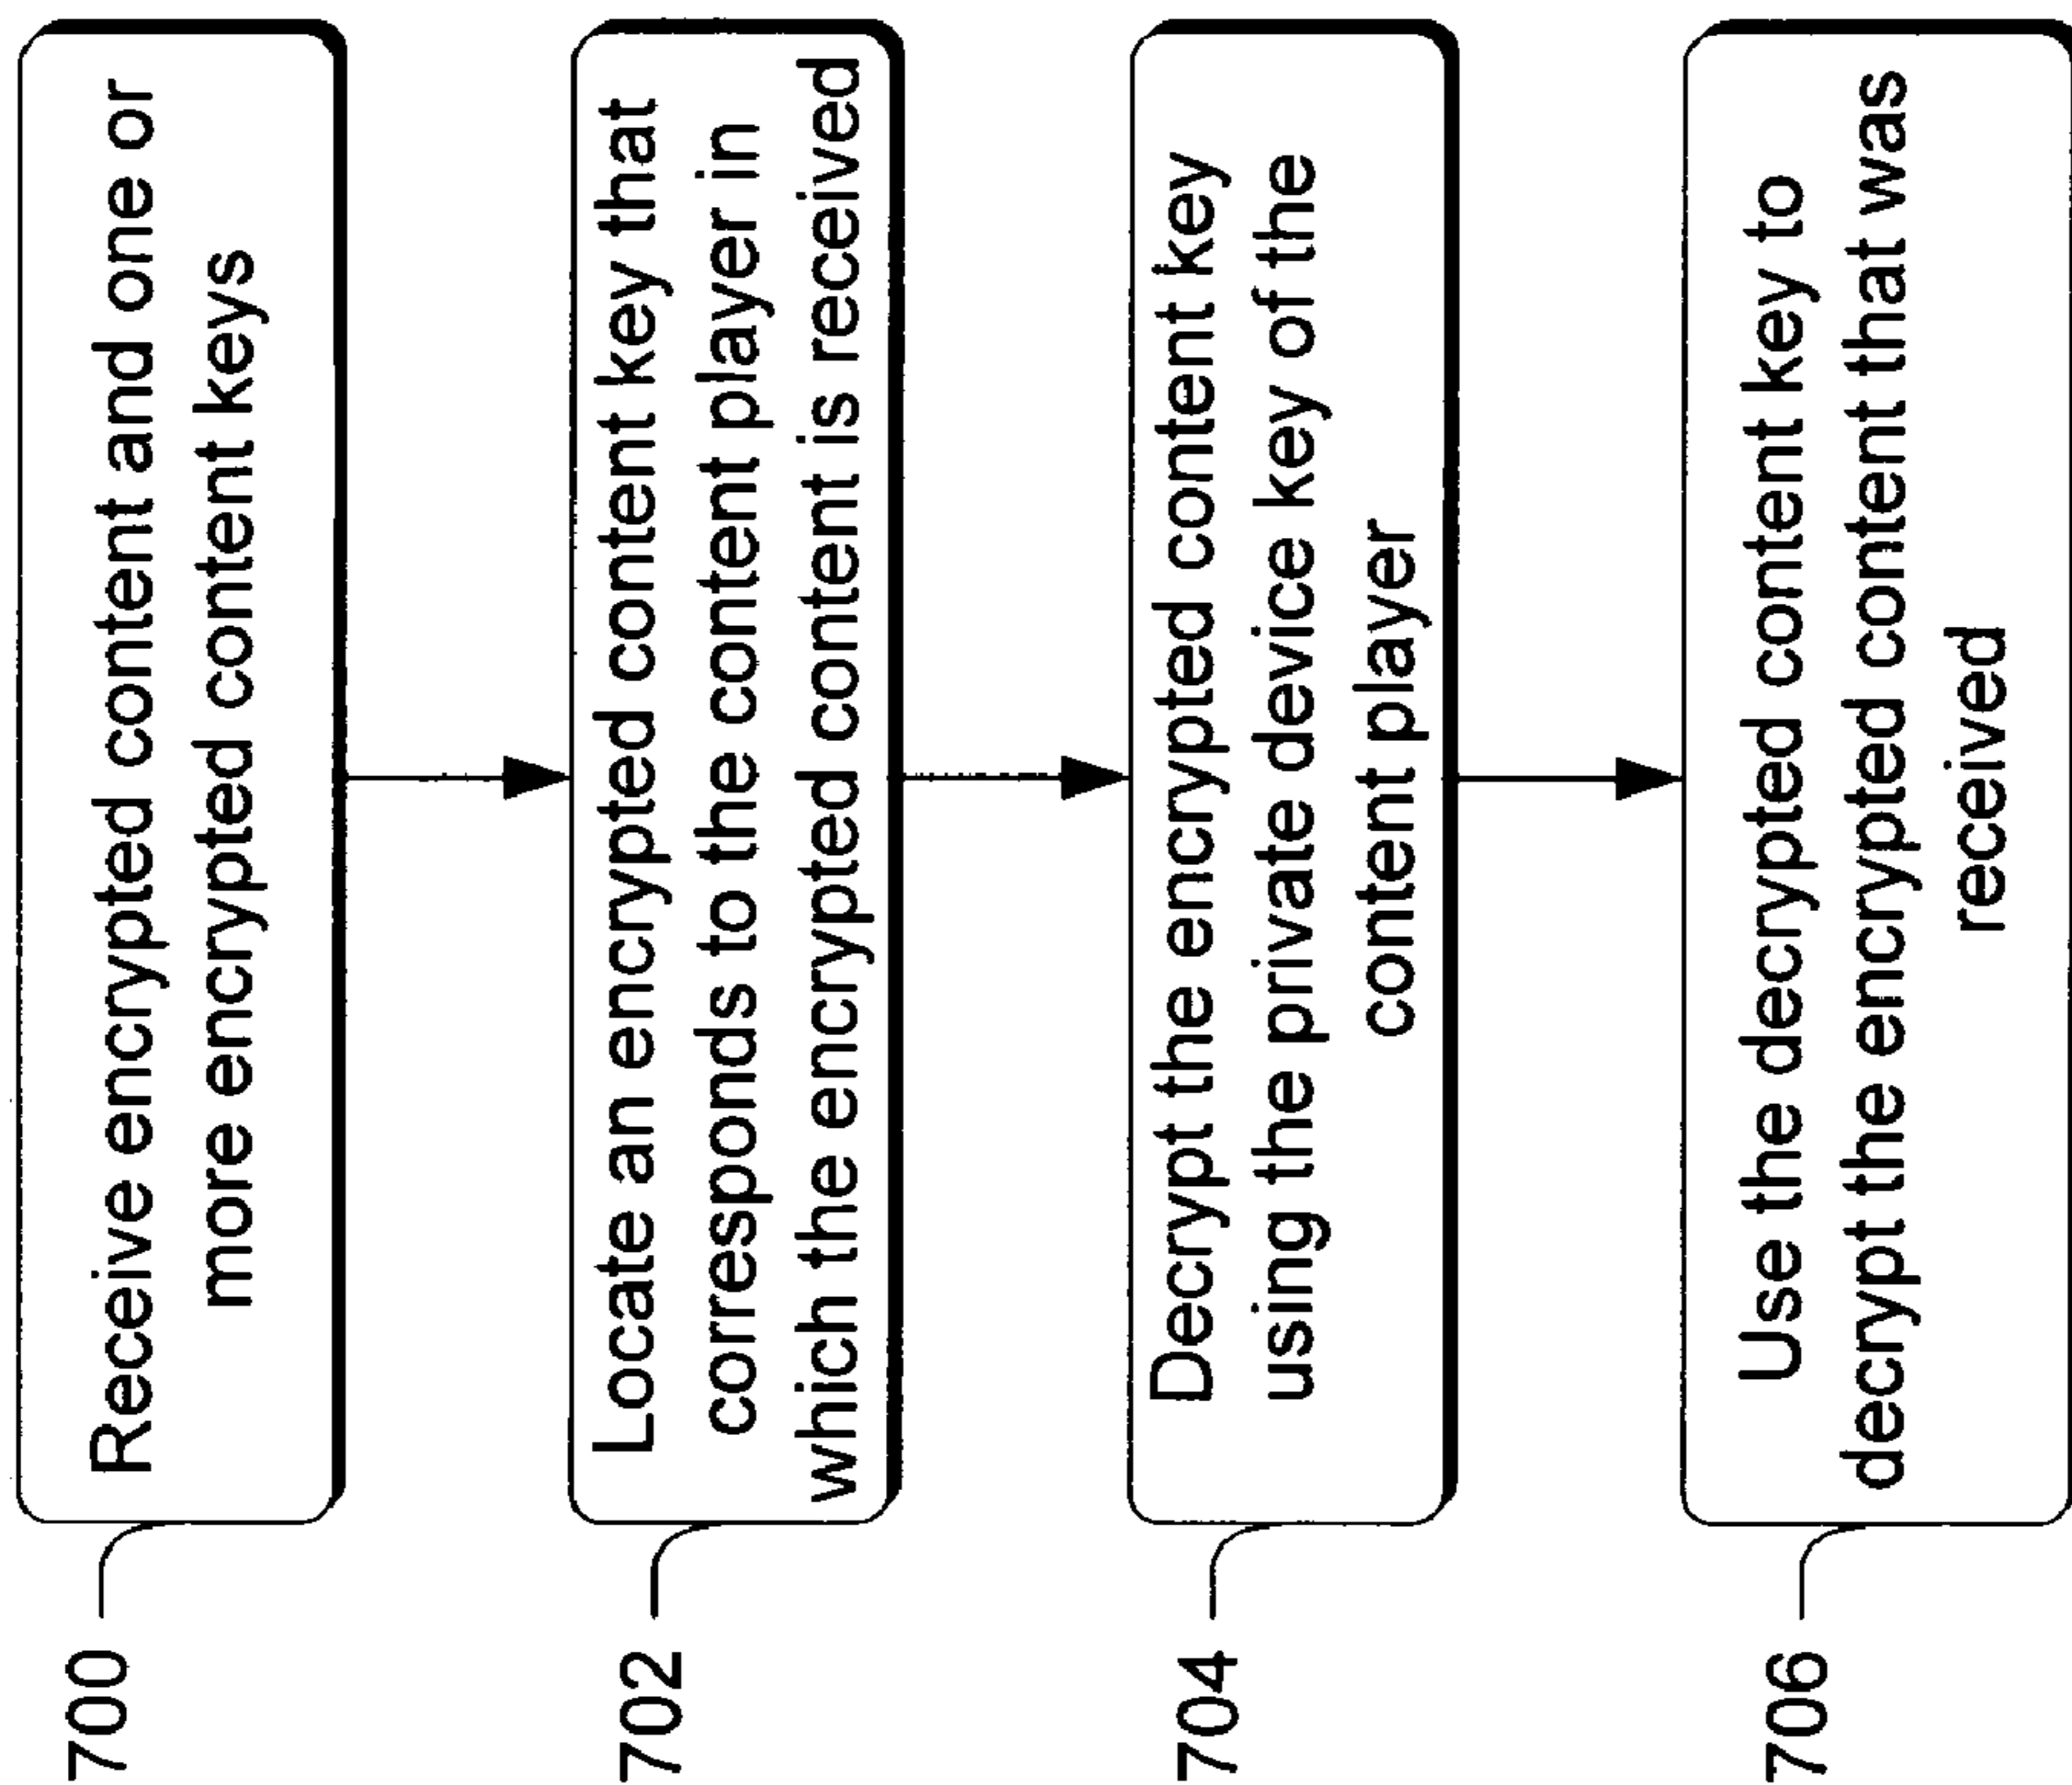 700
Receive encrypted content and one or
more encrypted content keys
702
Locate an encrypted content key that
corresponds to the content player in
which the encrypted content is received
704
Decrypt the encrypted content key
using the private device key of the
content player
706
Use the decrypted content key to
decrypt the encrypted content that was
received